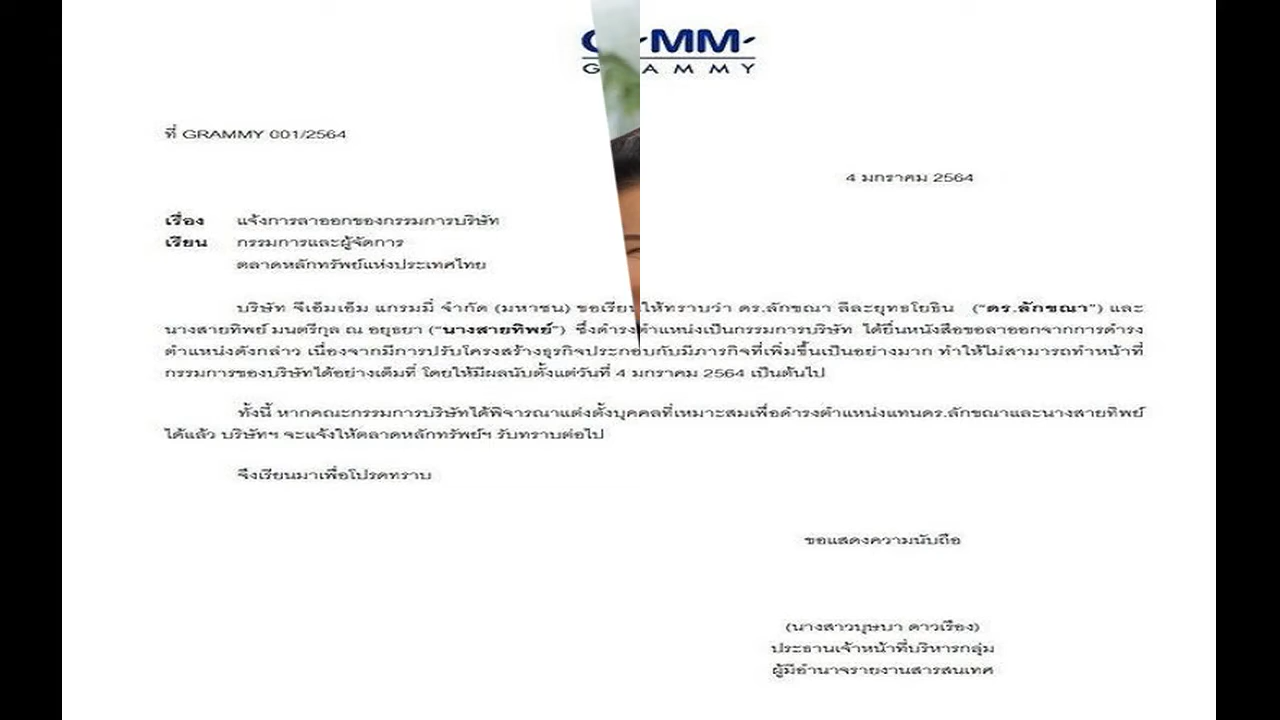 G MM
GRAMMY
ที่ GRAMMY 001/2564
4 มกราคม 2564
เรื่อง แจ้งการลาออกของกรรมการบริษัท
เรียน กรรมการและผู้จัดการ
ตลาดหลักทรัพย์แห่งประเทศไทย
บริษัท จีเอ็มเอ็ม แกรมมี่ จำกัด (มหาชน) ขอเรียนให้ทราบว่า ดร.ลักขณา ลีละยุทธโยธิน ("ดร.ลักขณา") และ
นางสายทิพย์ มนตรีกุล ณ อยุธยา ("นางสายทิพย์") ซึ่งดำรงตำแหน่งเป็นกรรมการบริษัท ได้ยื่นหนังสือขอลาออกจากการดำรง
ตำแหน่งดังกล่าว เนื่องจากมีการปรับโครงสร้างธุรกิจประกอบกับมีภารกิจที่เพิ่มขึ้นเป็นอย่างมาก ทำให้ไม่สามารถทำหน้าที่
กรรมการของบริษัทได้อย่างเต็มที่ โดยให้มีผลนับตั้งแต่วันที่ 4 มกราคม 2564 เป็นต้นไป
ทั้งนี้ หากคณะกรรมการบริษัทได้พิจารณาแต่งตั้งบุคคลที่เหมาะสมเพื่อดำรงตำแหน่งแทนดร.ลักขณาและนางสายทิพย์
ได้แล้ว บริษัทฯ จะแจ้งให้ตลาดหลักทรัพย์ฯ รับทราบต่อไป
จึงเรียนมาเพื่อโปรดทราบ
ขอแสดงความนับถือ
(นางสาวบุษบา ดาวเรือง)
ประธานเจ้าหน้าที่บริหารกลุ่ม
ผู้มีอำนาจรายงานสารสนเทศ